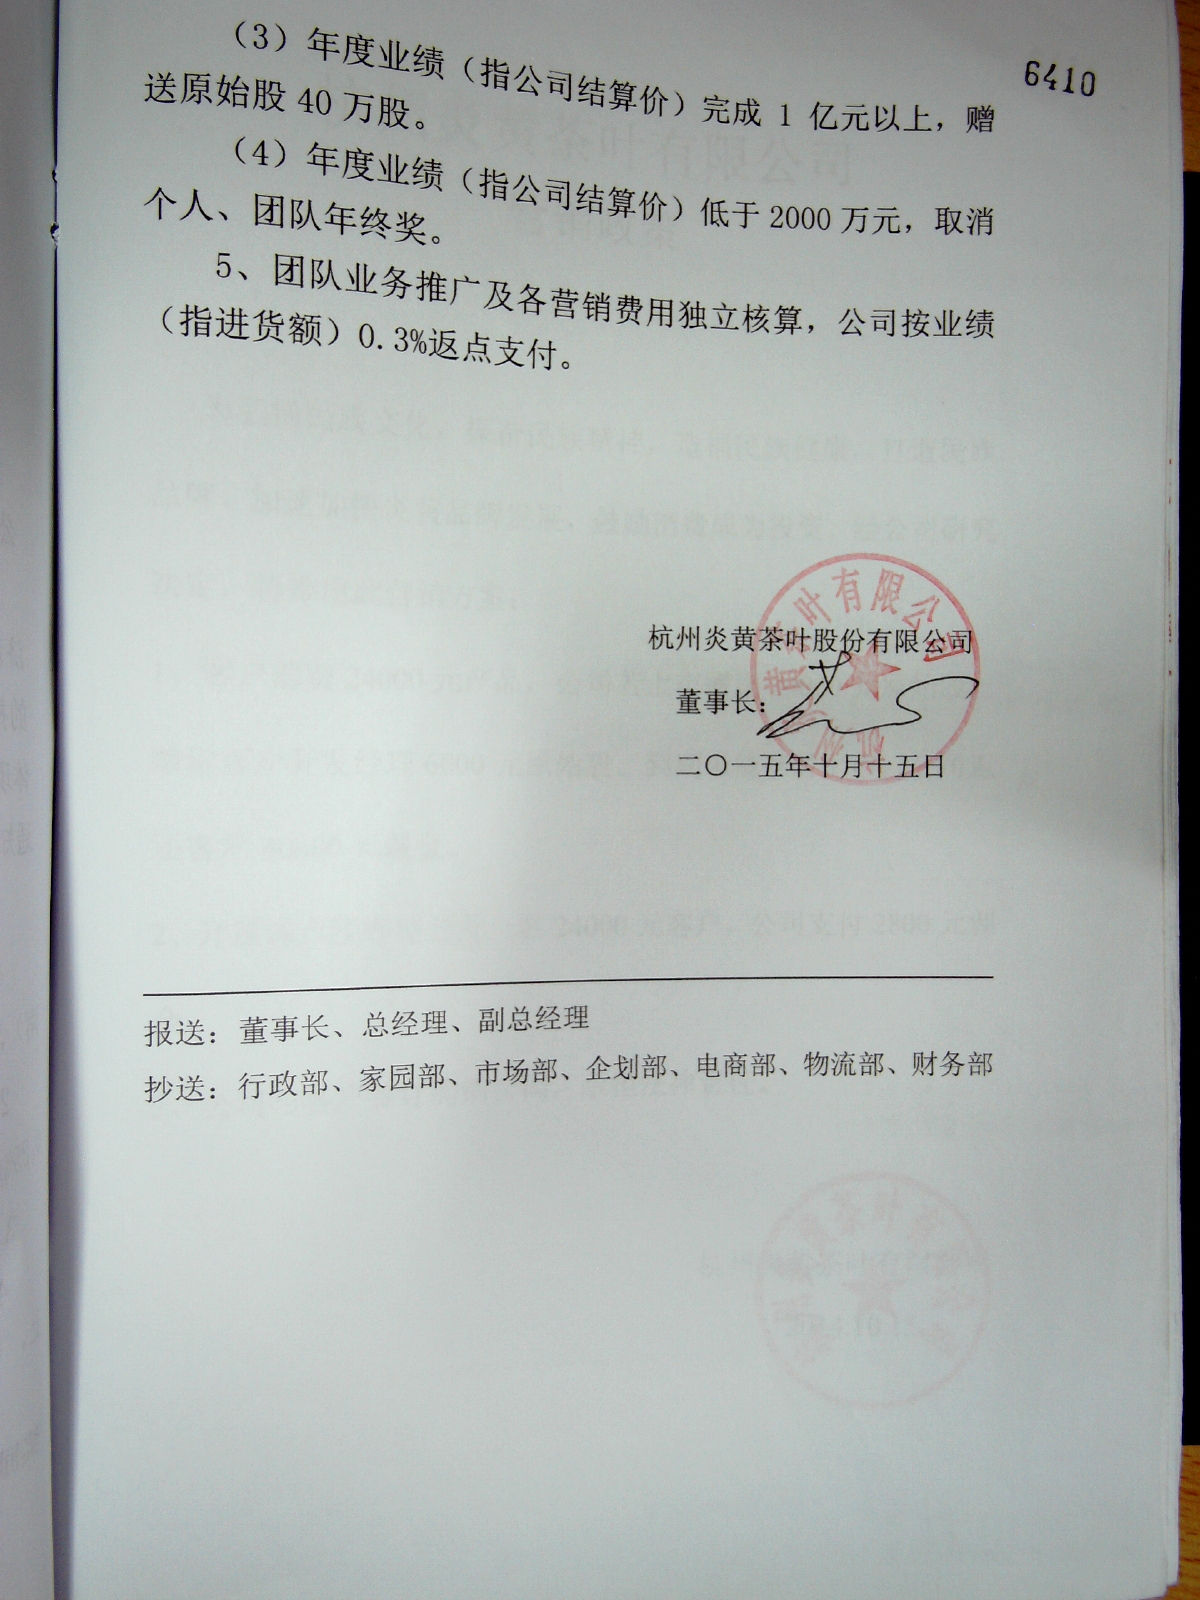 6410
（3）年度业绩（指公司结算价）完成 1 亿元以上，赠
送原始股 40 万股。
（4）年度业绩（指公司结算价）低于 2000 万元，取消
个人、团队年终奖。
5、团队业务推广及各营销费用独立核算，公司按业绩
（指进货额）0.3%返点支付。
杭州炎黄茶叶股份有限公司
董事长：
二〇一五年十月十五日
报送：董事长、总经理、副总经理
抄送：行政部、家园部、市场部、企划部、电商部、物流部、财务部